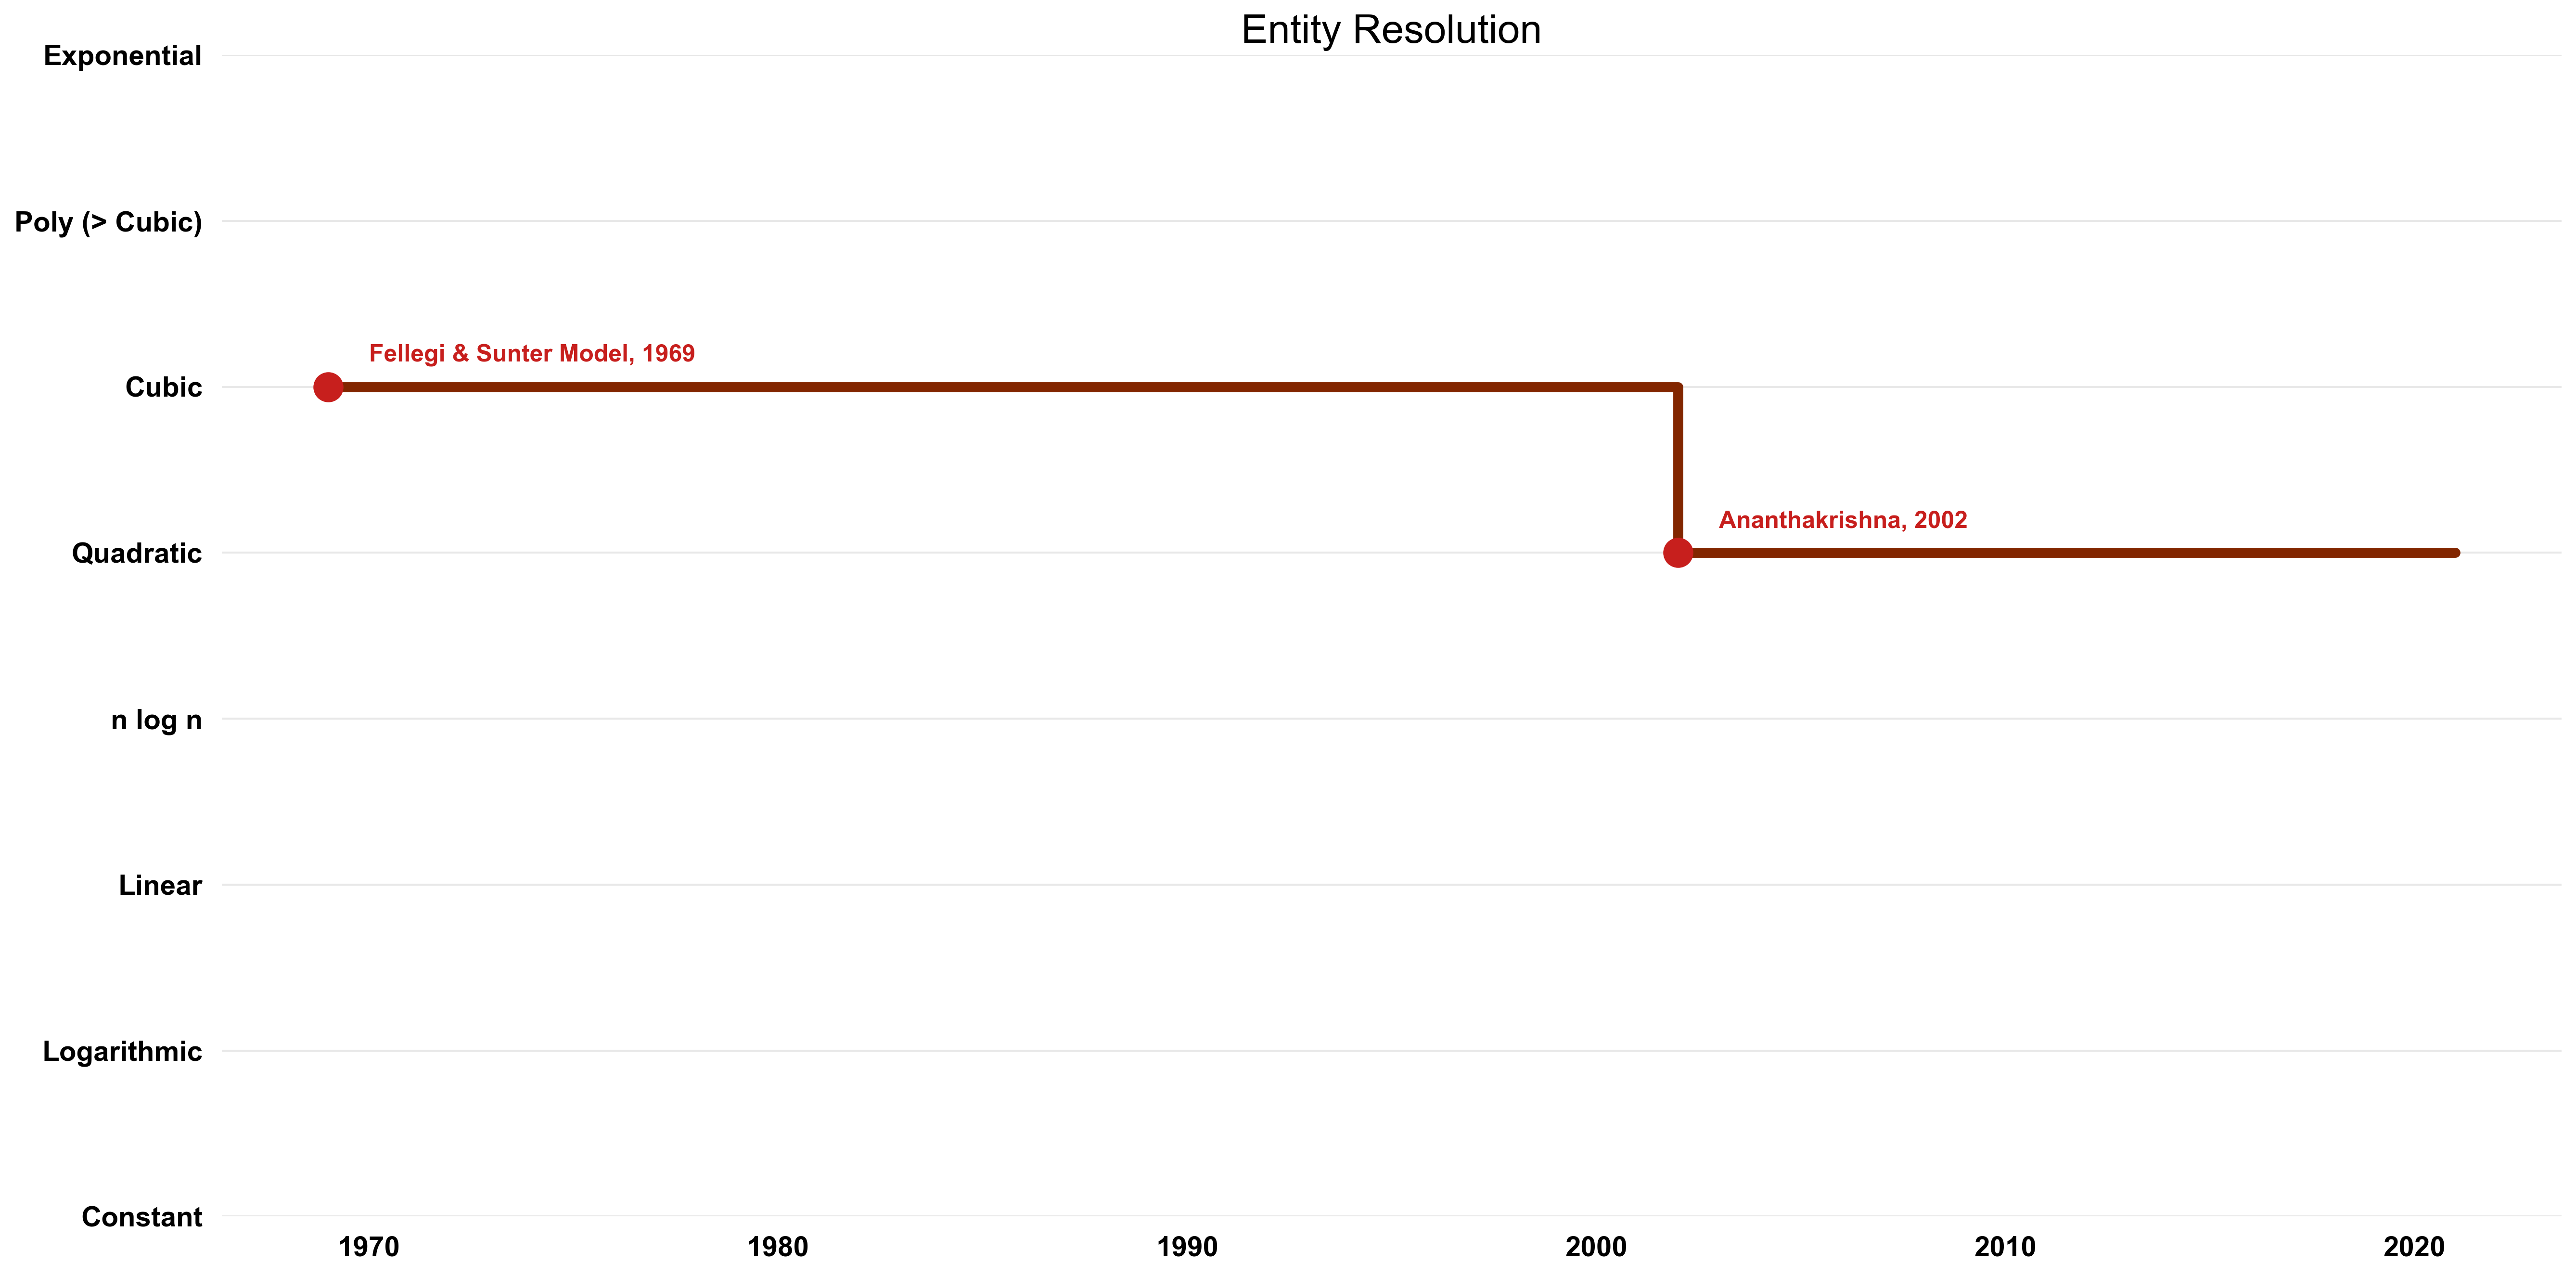 Entity Resolution
Exponential
Poly (> Cubic)
Fellegi & Sunter Model, 1969
Cubic
Ananthakrishna, 2002
Quadratic
n log n
Linear
Logarithmic
Constant
1970 1980 1990 2000 2010 2020